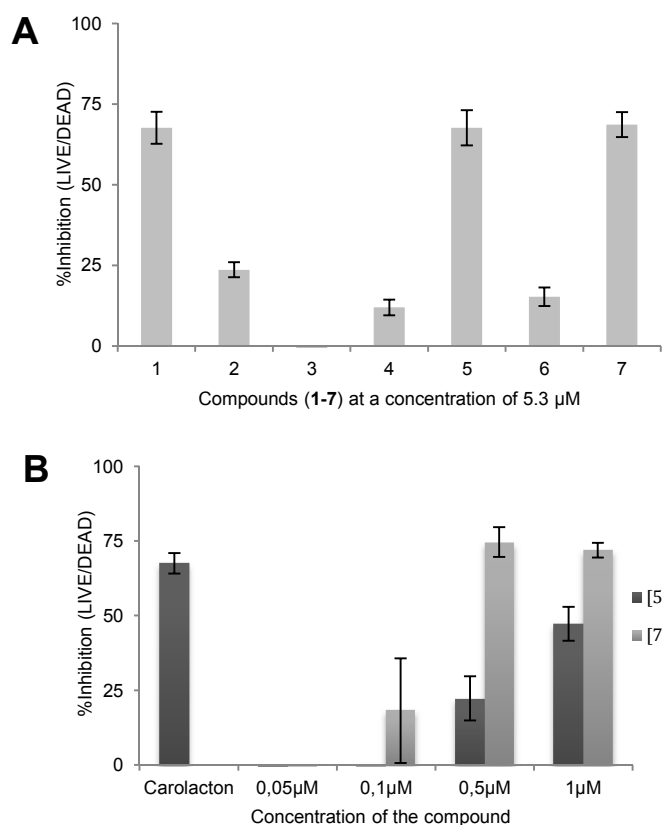 A
100
75
50
25
0
%Inhibition (LIVE/DEAD)
1 2 3 4 5 6 7
Compounds (1-7) at a concentration of 5.3 µM
B
100
75
50
25
0
%Inhibition (LIVE/DEAD)
[5
[7
Carolacton 0,05µM 0,1µM 0,5µM 1µM
Concentration of the compound